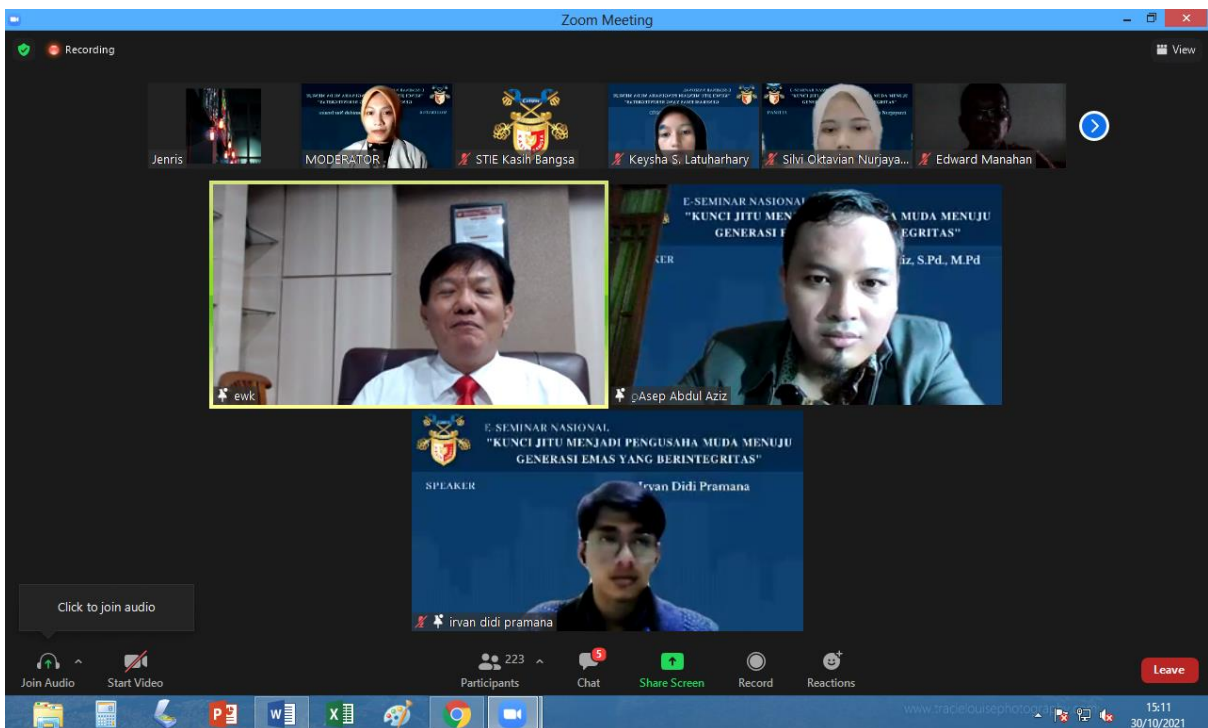 Zoom Meeting
Recording
View
Jenris
MODERATOR
STIE Kasih Bangsa
Keysha S. Latuharhary
Silvi Oktavian Nurjaya...
Edward Manahan
ewk
E-SEMINAR NASIONAL
"KUNCI JITU MEN A MUDA MENUJU
GENERASI E EGRITAS"
KER
iz, S.Pd., M.Pd
Asep Abdul Aziz
E-SEMINAR NASIONAL
"KUNCI JITU MENJADI PENGUSAHA MUDA MENUJU
GENERASI EMAS YANG BERINTEGRITAS"
SPEAKER
Irvan Didi Pramana
irvan didi pramana
Click to join audio
Join Audio
Start Video
223
Participants
5
Chat
Share Screen
Record
Reactions
Leave
www.tracielouisephotography.com
15:11
30/10/2021